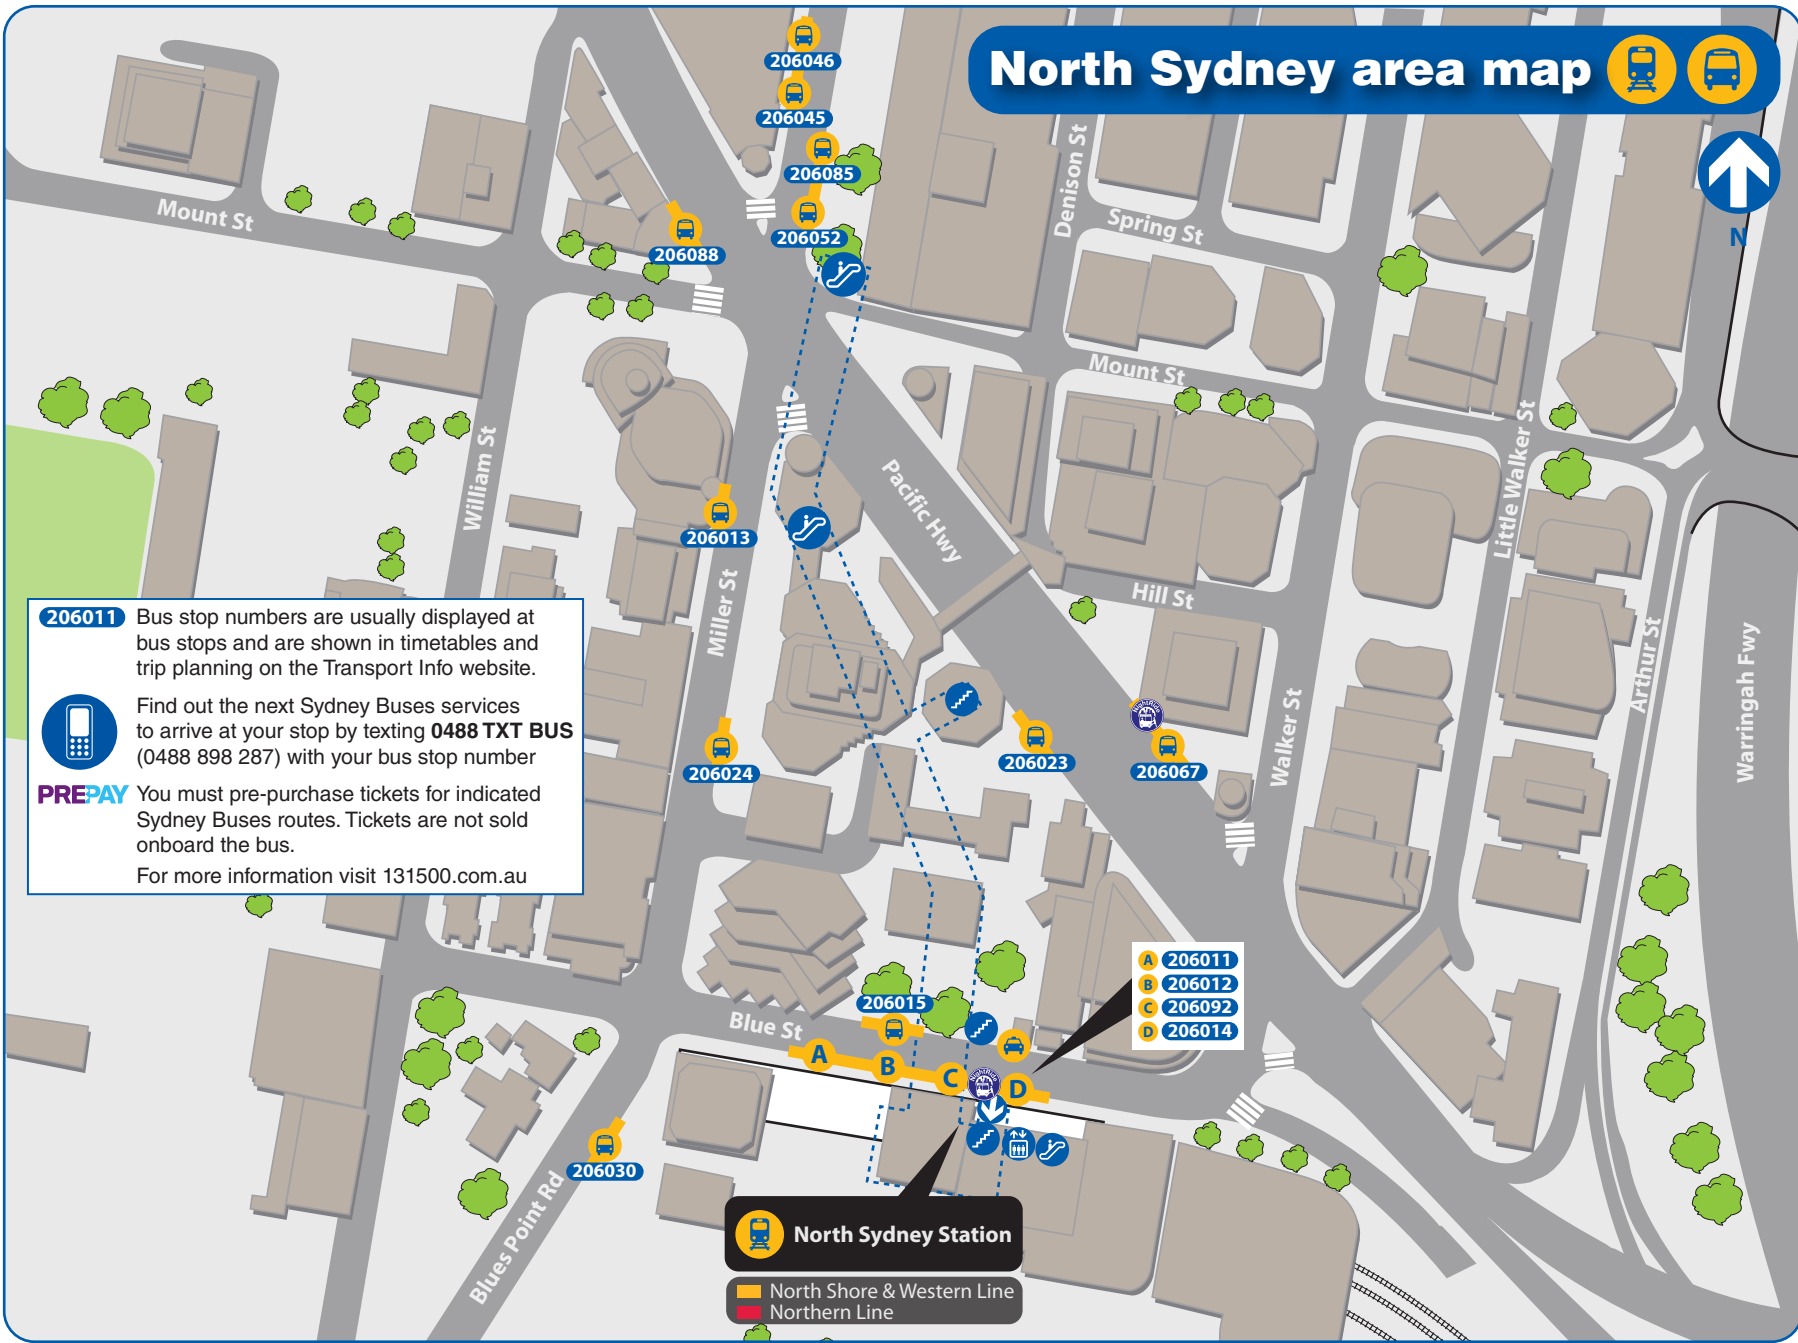 North Sydney area map
N
206046
206045
206085
206052
206088
Mount St
Denison St
Spring St
Mount St
William St
206013
Miller St
Pacific Hwy
Hill St
Little Walker St
Arthur St
Warringah Fwy
Walker St
206024
206023
NightRide
206067
206011 Bus stop numbers are usually displayed at
bus stops and are shown in timetables and
trip planning on the Transport Info website.
Find out the next Sydney Buses services
to arrive at your stop by texting 0488 TXT BUS
(0488 898 287) with your bus stop number
PREPAY You must pre-purchase tickets for indicated
Sydney Buses routes. Tickets are not sold
onboard the bus.
For more information visit 131500.com.au
A 206011
B 206012
C 206092
D 206014
206015
Blue St
A
B
C
NightRide
D
206030
Blues Point Rd
North Sydney Station
North Shore & Western Line
Northern Line